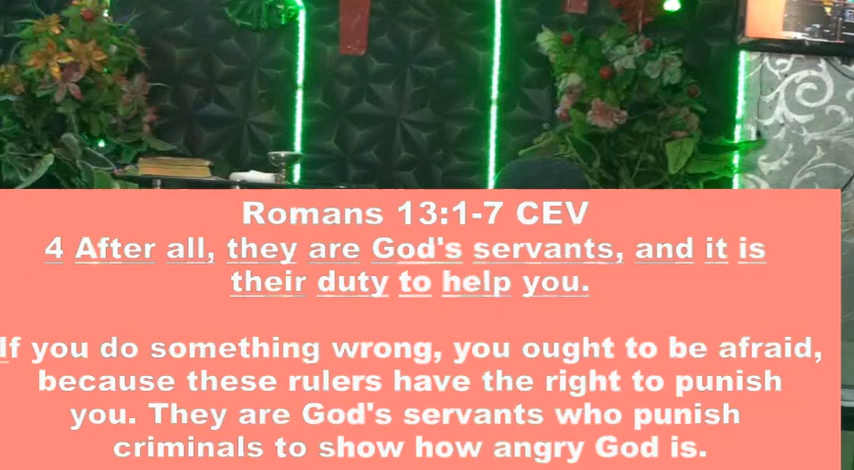 Romans 13:1-7 CEV
4 After all, they are God's servants, and it is
their duty to help you.
If you do something wrong, you ought to be afraid,
because these rulers have the right to punish
you. They are God's servants who punish
criminals to show how angry God is.